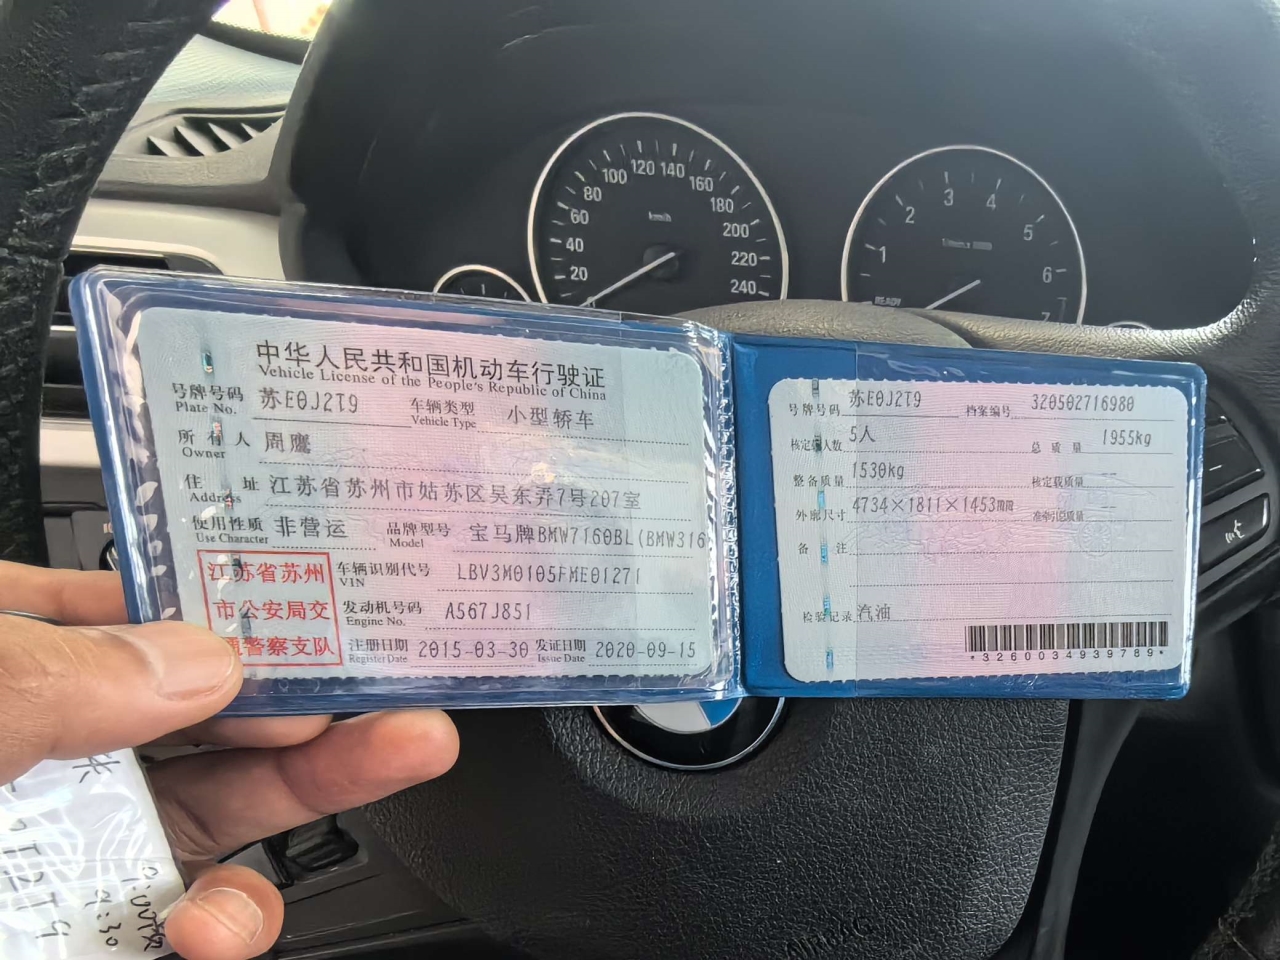 120 140
100 160
80 180
60 200
40 220
20 240
km/h
1 2 3 4 5 6 7
READY
中华人民共和国机动车行驶证
Vehicle License of the People's Republic of China
号牌号码 苏E0J2T9 车辆类型 小型轿车
Plate No. Vehicle Type
所有人 周鹰
Owner
住址 江苏省苏州市姑苏区吴东弄7号207室
Address
使用性质 非营运 品牌型号 宝马牌BMW7160BL(BMW316
Use Character Model
江苏省苏州
市公安局交
通警察支队
车辆识别代号 LBV3M0105FME01271
VIN
发动机号码 A567J851
Engine No.
注册日期 2015-03-30 发证日期 2020-09-15
Register Date Issue Date
号牌号码 苏E0J2T9 档案编号 320502716980
核定载人数 5人 总质量 1955kg
整备质量 1530kg 核定载质量 --
外廓尺寸 4734×1811×1453mm 准牵引总质量 --
备注
检验记录 汽油
*3260034939789*
9:30
AIRBAG